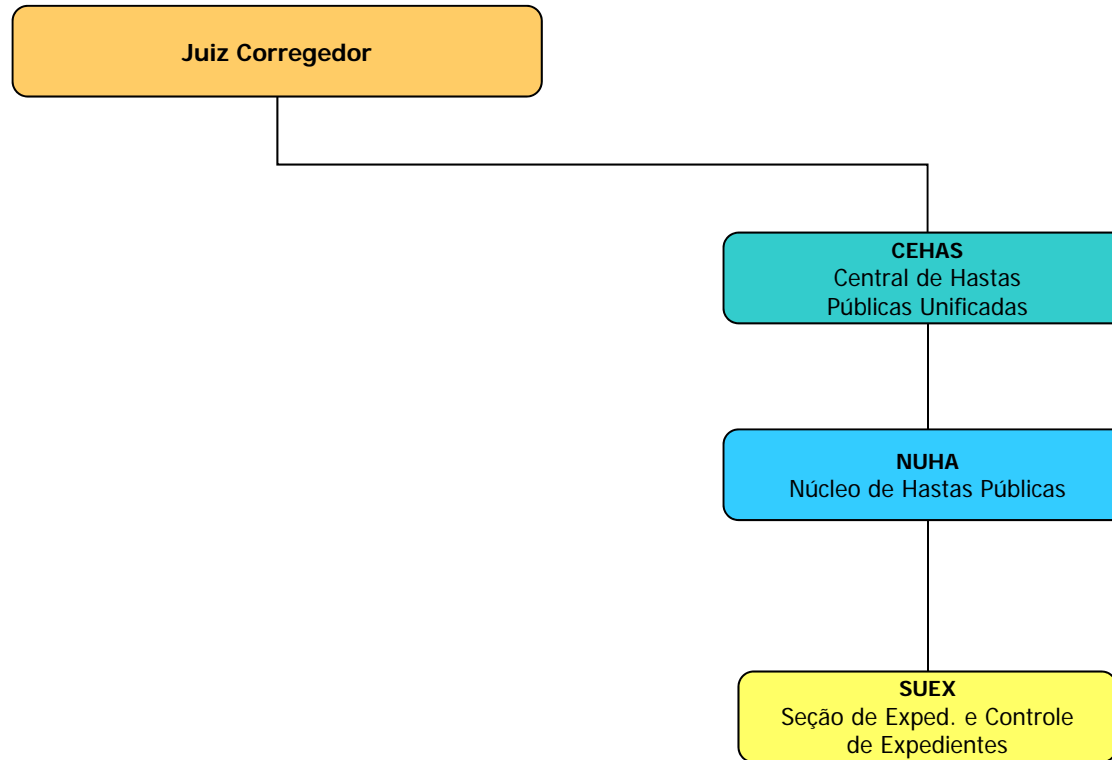 Juiz Corregedor
CEHAS
Central de Hastas
Públicas Unificadas
NUHA
Núcleo de Hastas Públicas
SUEX
Seção de Exped. e Controle
de Expedientes